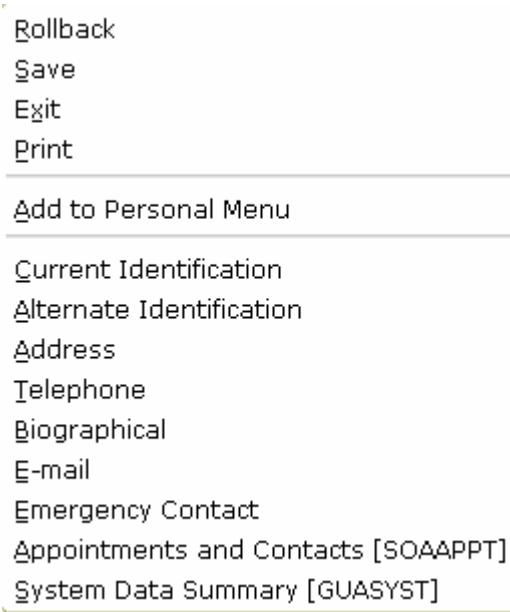 Rollback
Save
Exit
Print
Add to Personal Menu
Current Identification
Alternate Identification
Address
Telephone
Biographical
E-mail
Emergency Contact
Appointments and Contacts [SOAAPPT]
System Data Summary [GUASYST]